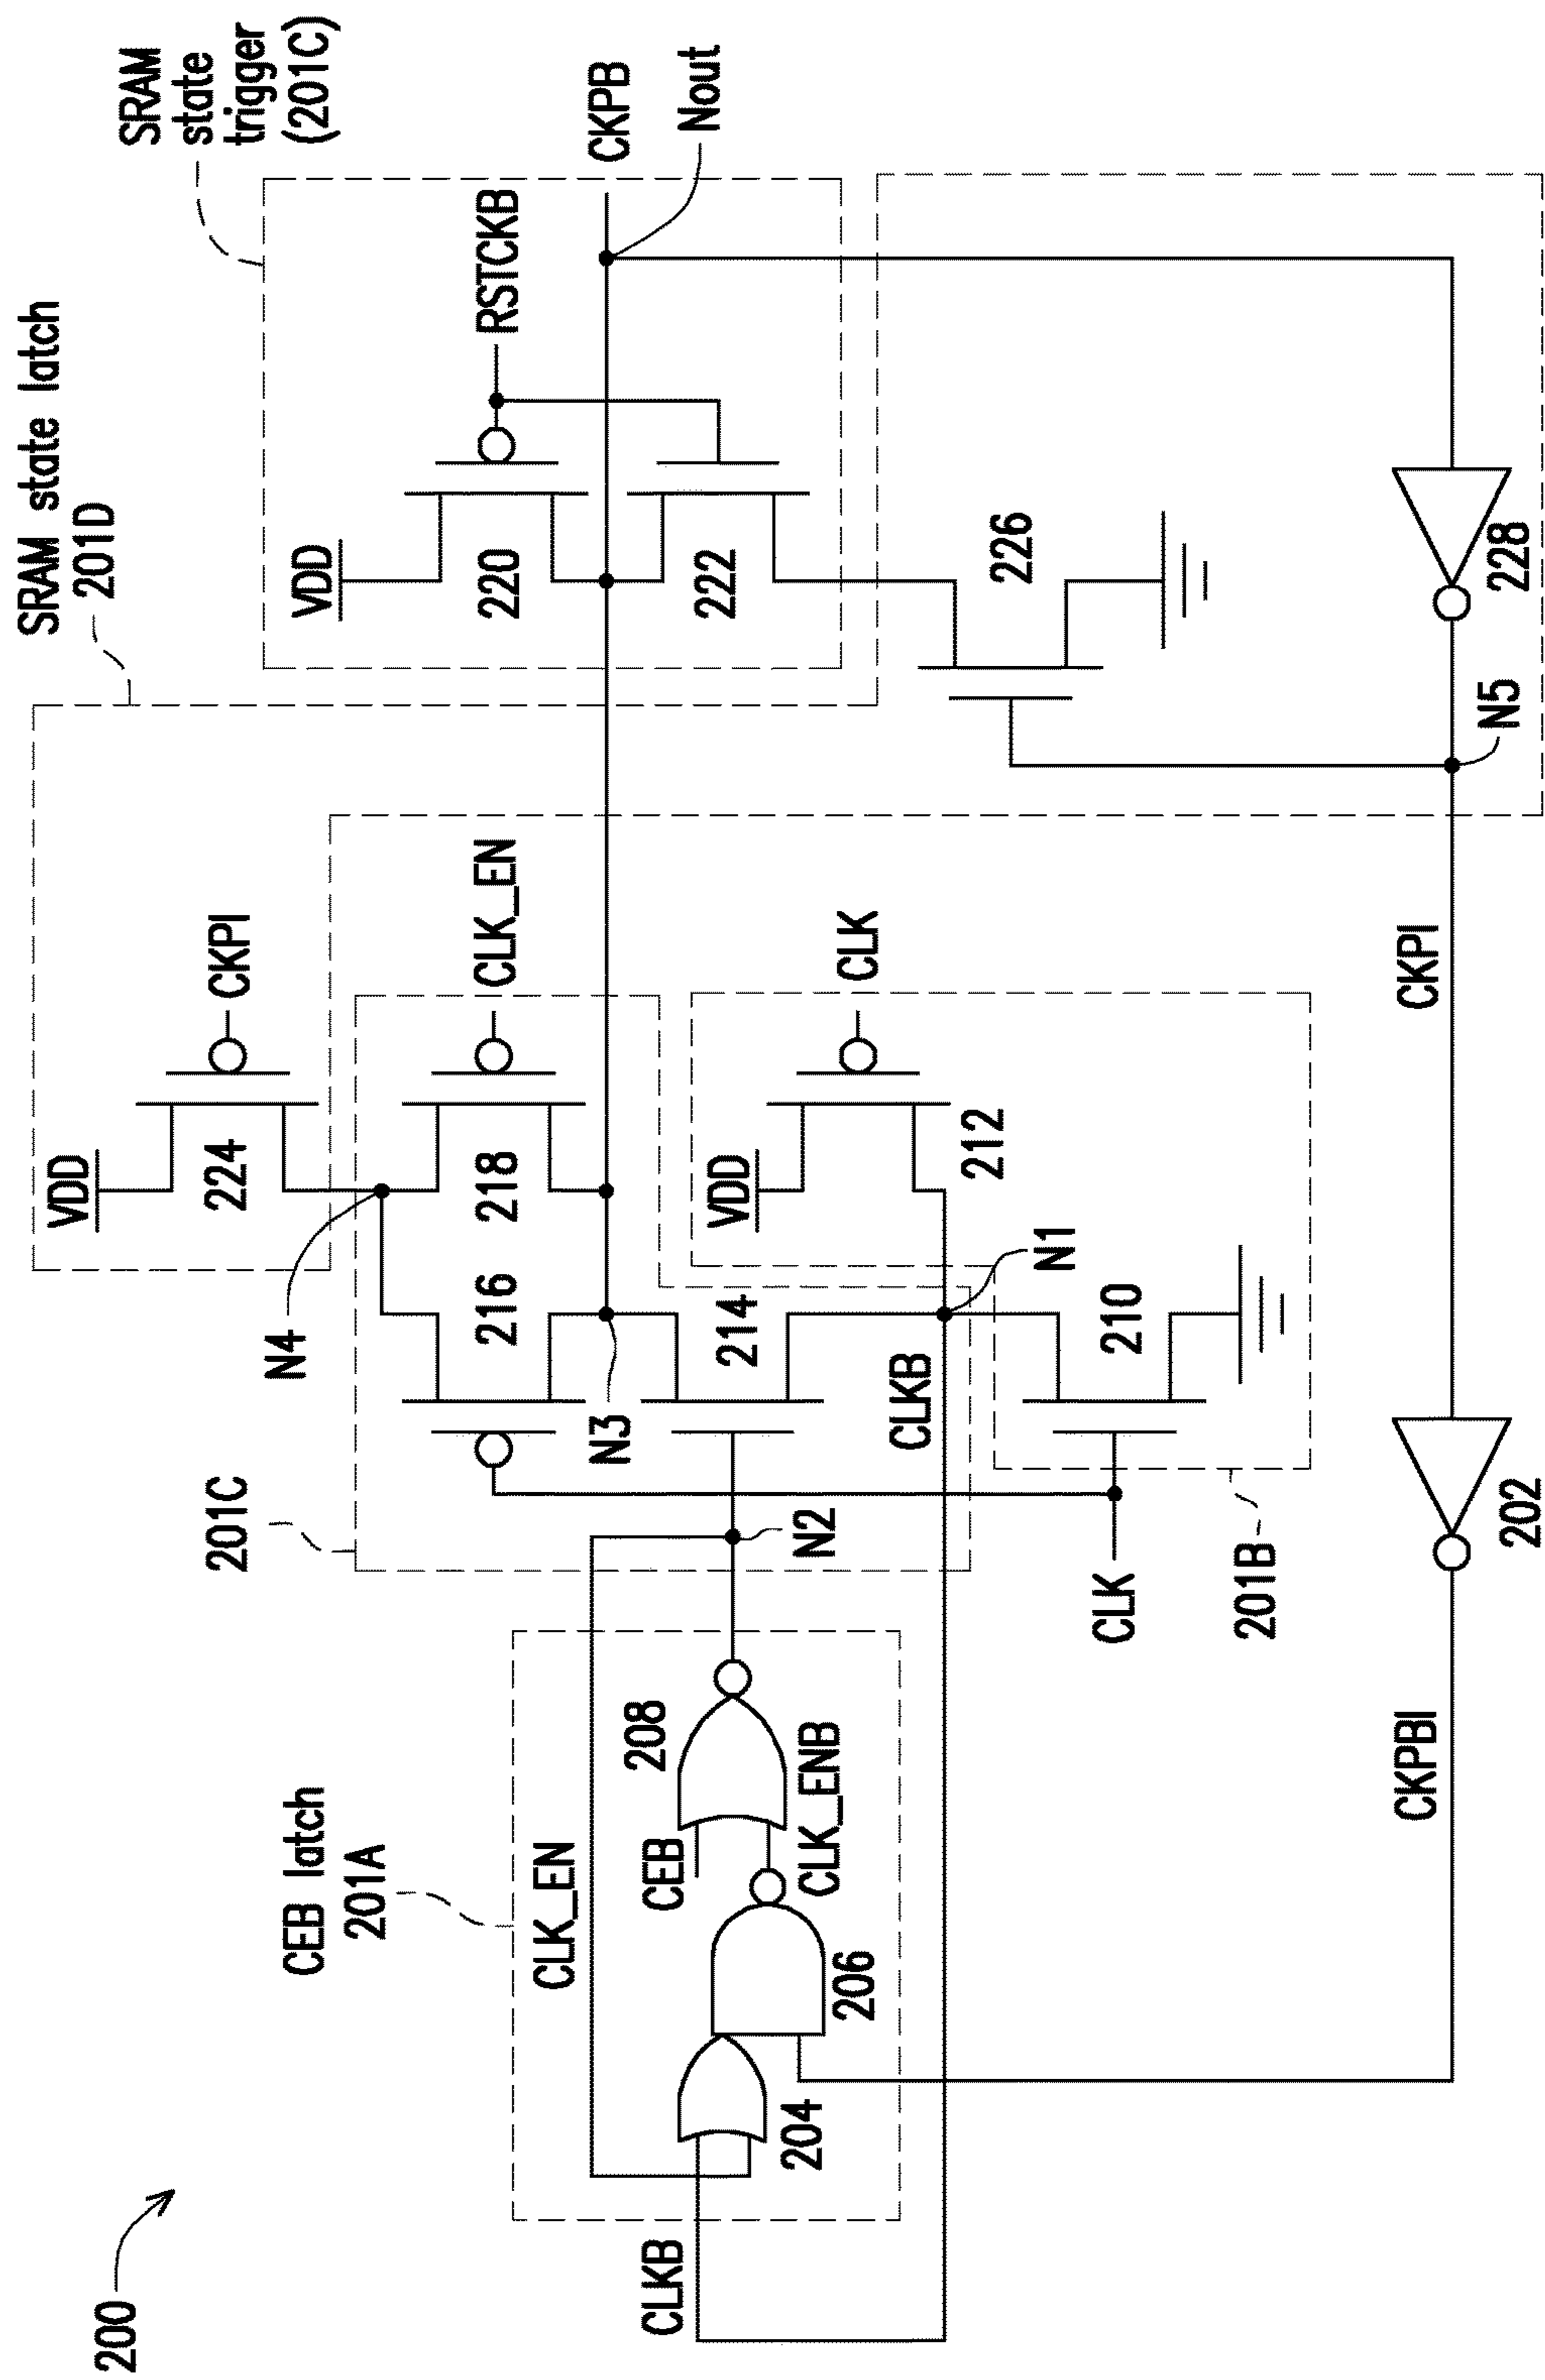 200
SRAM state latch
201D
SRAM
state
trigger
(201C)
VDD
224
CKPI
N4
201C
216
218
CLK_EN
N3
214
N2
VDD
220
RSTCKB
222
CKPB
Nout
CEB latch
201A
CLK_EN
208
CEB
CLK_ENB
206
204
CLKB
CLKB
VDD
212
CLK
N1
210
CLK
201B
226
228
N5
CKPI
202
CKPBI